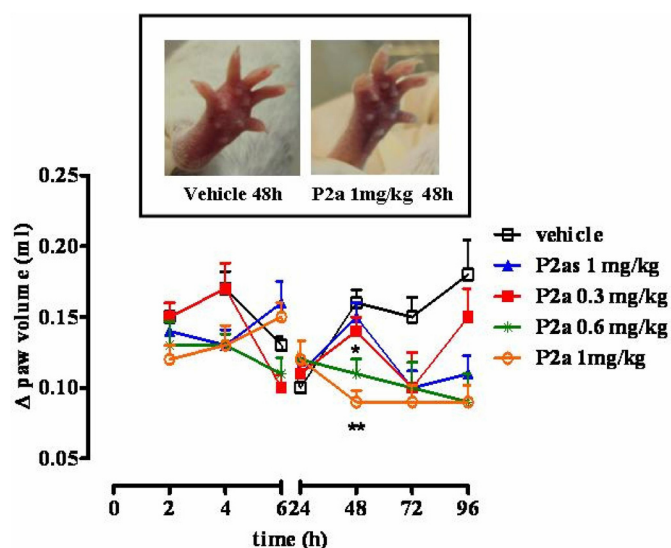 Vehicle 48h P2a 1mg/kg 48h
Δ paw volume (ml)
0.25
0.20
0.15
0.10
0.05
vehicle
P2as 1 mg/kg
P2a 0.3 mg/kg
P2a 0.6 mg/kg
P2a 1mg/kg
*
**
0 2 4 6 24 48 72 96
time (h)